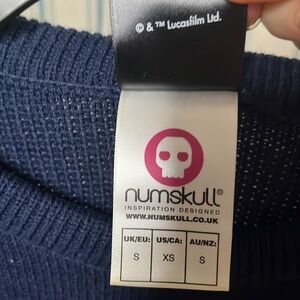 © & ™ Lucasfilm Ltd.
numskull®
INSPIRATION DESIGNED
WWW.NUMSKULL.CO.UK
UK/EU: US/CA: AU/NZ:
S XS S